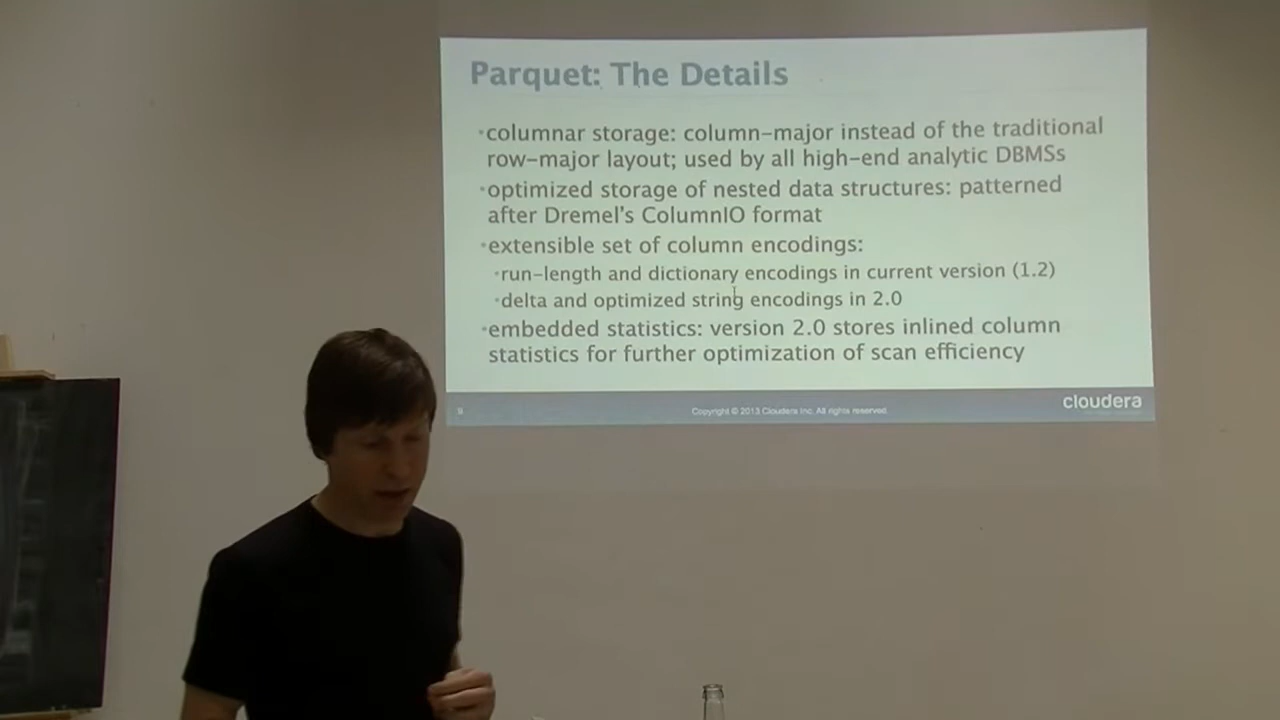 Parquet: The Details
•columnar storage: column-major instead of the traditional
row-major layout; used by all high-end analytic DBMSs
•optimized storage of nested data structures: patterned
after Dremel's ColumnIO format
•extensible set of column encodings:
•run-length and dictionary encodings in current version (1.2)
•delta and optimized string encodings in 2.0
•embedded statistics: version 2.0 stores inlined column
statistics for further optimization of scan efficiency
9
Copyright © 2013 Cloudera Inc. All rights reserved.
cloudera